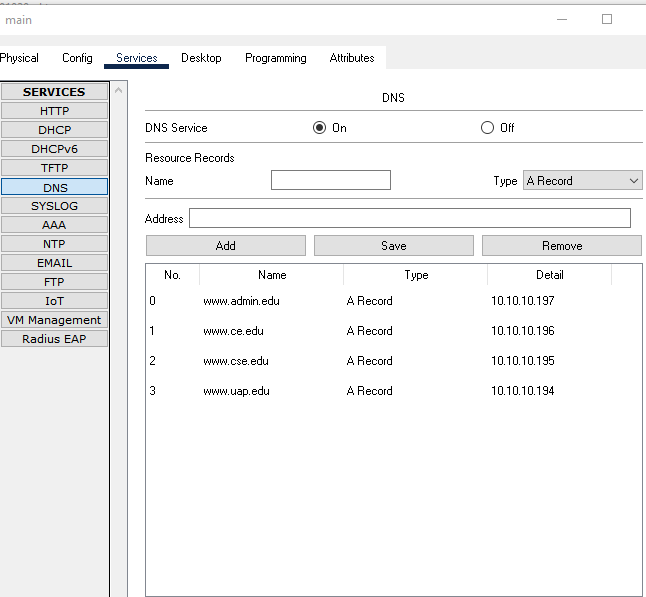 main
Physical Config Services Desktop Programming Attributes
SERVICES
HTTP
DHCP
DHCPv6
TFTP
DNS
SYSLOG
AAA
NTP
EMAIL
FTP
IoT
VM Management
Radius EAP
DNS
DNS Service On Off
Resource Records
Name Type A Record
Address
Add Save Remove
No. Name Type Detail
0 www.admin.edu A Record 10.10.10.197
1 www.ce.edu A Record 10.10.10.196
2 www.cse.edu A Record 10.10.10.195
3 www.uap.edu A Record 10.10.10.194